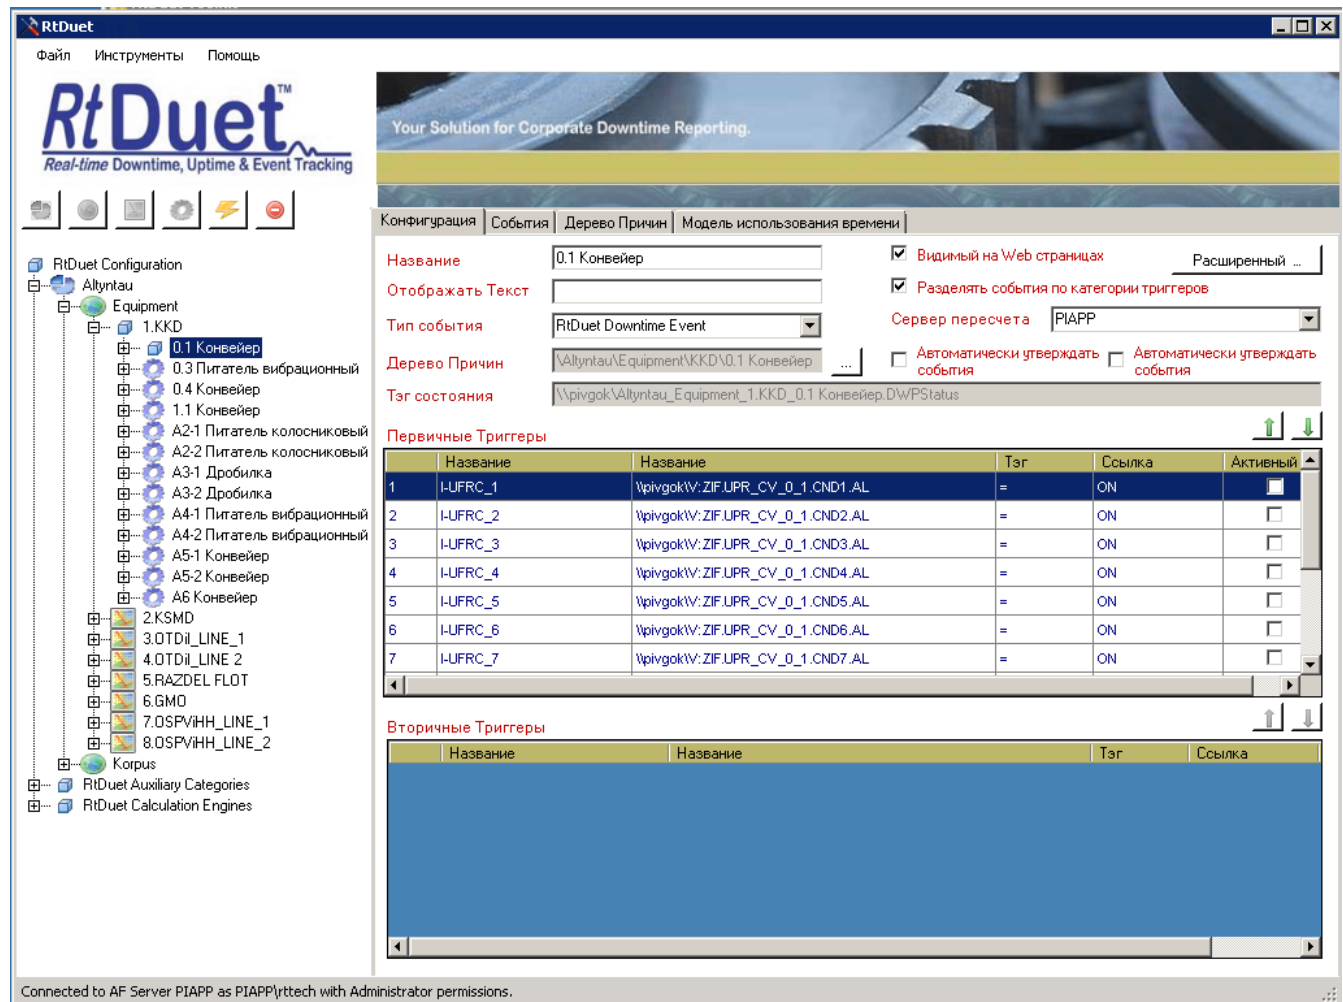 RtDuet
Файл Инструменты Помощь
RtDuet™
Real-time Downtime, Uptime & Event Tracking
Your Solution for Corporate Downtime Reporting.
RtDuet Configuration
Altyntau
Equipment
1.KKD
0.1 Конвейер
0.3 Питатель вибрационный
0.4 Конвейер
1.1 Конвейер
A2-1 Питатель колосниковый
A2-2 Питатель колосниковый
A3-1 Дробилка
A3-2 Дробилка
A4-1 Питатель вибрационный
A4-2 Питатель вибрационный
A5-1 Конвейер
A5-2 Конвейер
A6 Конвейер
2.KSMD
3.OTDil_LINE_1
4.OTDil_LINE 2
5.RAZDEL FLOT
6.GMO
7.OSPViHH_LINE_1
8.OSPViHH_LINE_2
Korpus
RtDuet Auxiliary Categories
RtDuet Calculation Engines
Конфигурация События Дерево Причин Модель использования времени
Название 0.1 Конвейер Видимый на Web страницах Расширенный ...
Отображать Текст Разделять события по категории триггеров
Тип события RtDuet Downtime Event Сервер пересчета PIAPP
Дерево Причин \Altyntau\Equipment\KKD\0.1 Конвейер ... Автоматически утверждать события Автоматически утверждать события
Тэг состояния \\pivgok\Altyntau_Equipment_1.KKD_0.1 Конвейер.DWPStatus
Первичные Триггеры
Название Название Тэг Ссылка Активный
1 I-UFRC_1 \\pivgok\V:ZIF.UPR_CV_0_1.CND1.AL = ON
2 I-UFRC_2 \\pivgok\V:ZIF.UPR_CV_0_1.CND2.AL = ON
3 I-UFRC_3 \\pivgok\V:ZIF.UPR_CV_0_1.CND3.AL = ON
4 I-UFRC_4 \\pivgok\V:ZIF.UPR_CV_0_1.CND4.AL = ON
5 I-UFRC_5 \\pivgok\V:ZIF.UPR_CV_0_1.CND5.AL = ON
6 I-UFRC_6 \\pivgok\V:ZIF.UPR_CV_0_1.CND6.AL = ON
7 I-UFRC_7 \\pivgok\V:ZIF.UPR_CV_0_1.CND7.AL = ON
Вторичные Триггеры
Название Название Тэг Ссылка
Connected to AF Server PIAPP as PIAPP\rttech with Administrator permissions.